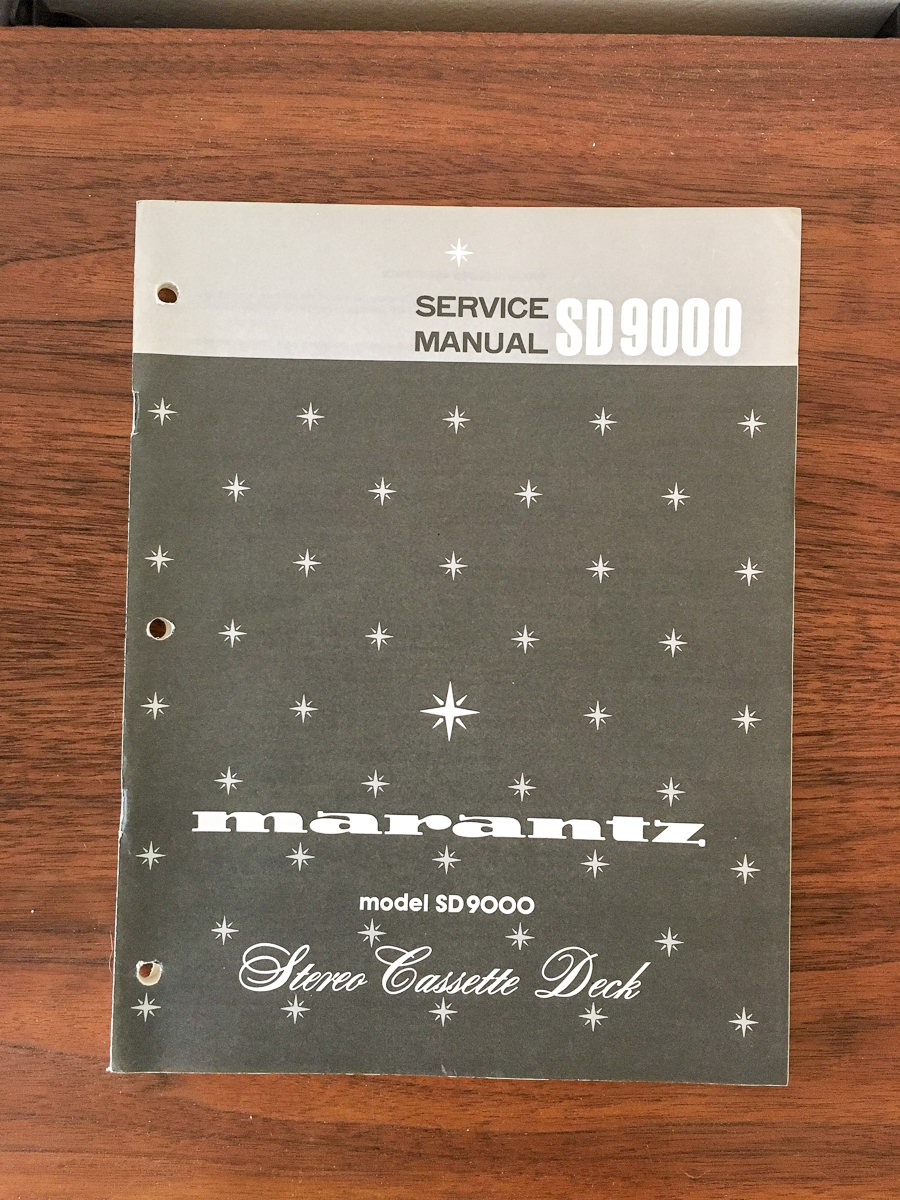 SERVICE
MANUAL SD9000
marantz
model SD9000
Stereo Cassette Deck